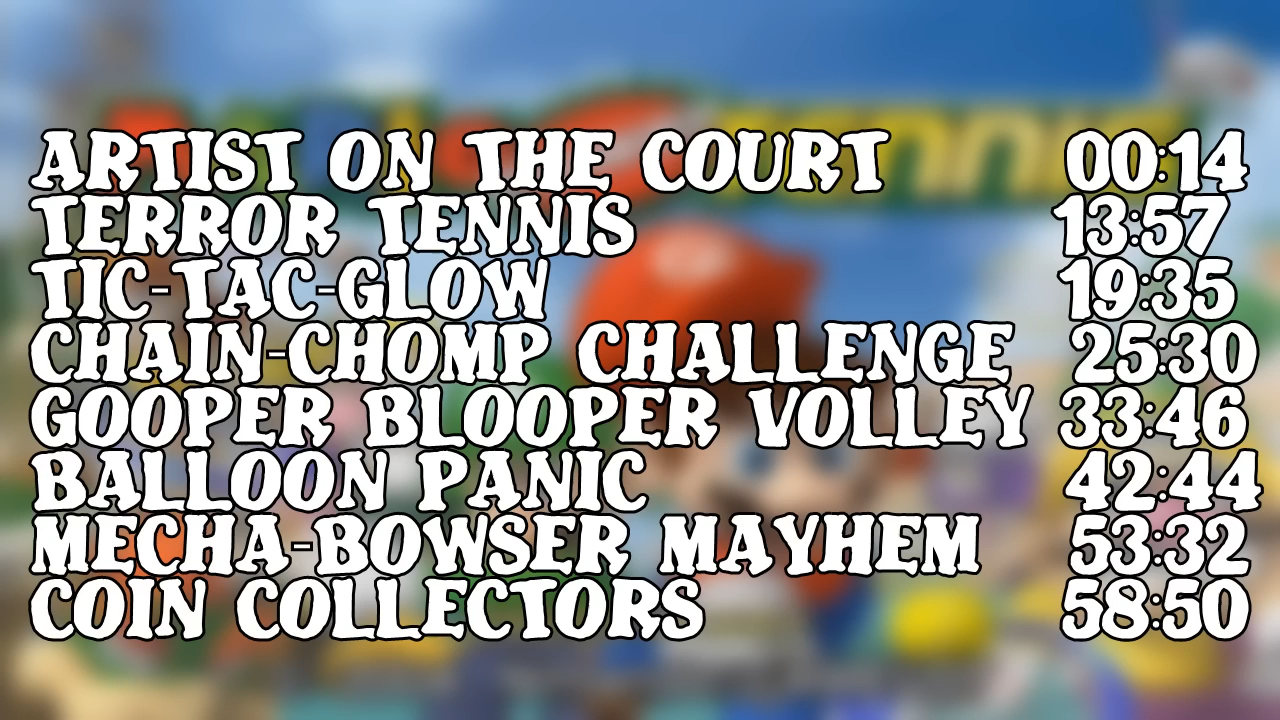 ARTIST ON THE COURT 00:14
TERROR TENNIS 13:57
TIC-TAC-GLOW 19:35
CHAIN-CHOMP CHALLENGE 25:30
GOOPER BLOOPER VOLLEY 33:46
BALLOON PANIC 42:44
MECHA-BOWSER MAYHEM 53:32
COIN COLLECTORS 58:50